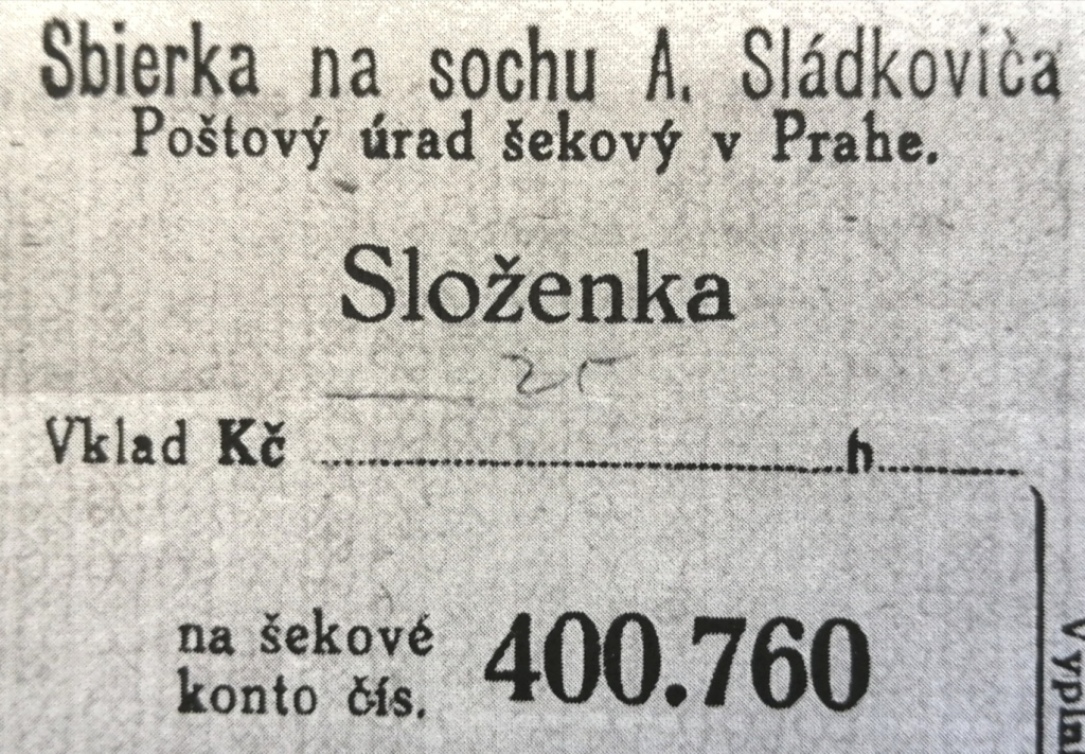 Sbierka na sochu A. Sládkoviča
Poštový úrad šekový v Prahe.
Složenka
Vklad Kč ........ h ........
na šekové
konto čís. 400.760